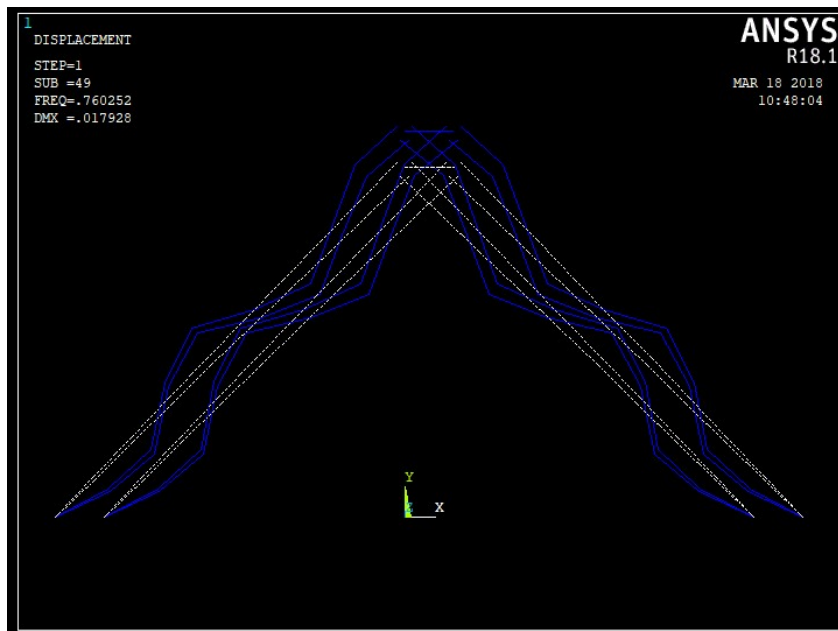 1
DISPLACEMENT
STEP=1
SUB =49
FREQ=.760252
DMX =.017928
ANSYS
R18.1
MAR 18 2018
10:48:04
Y
Z
X